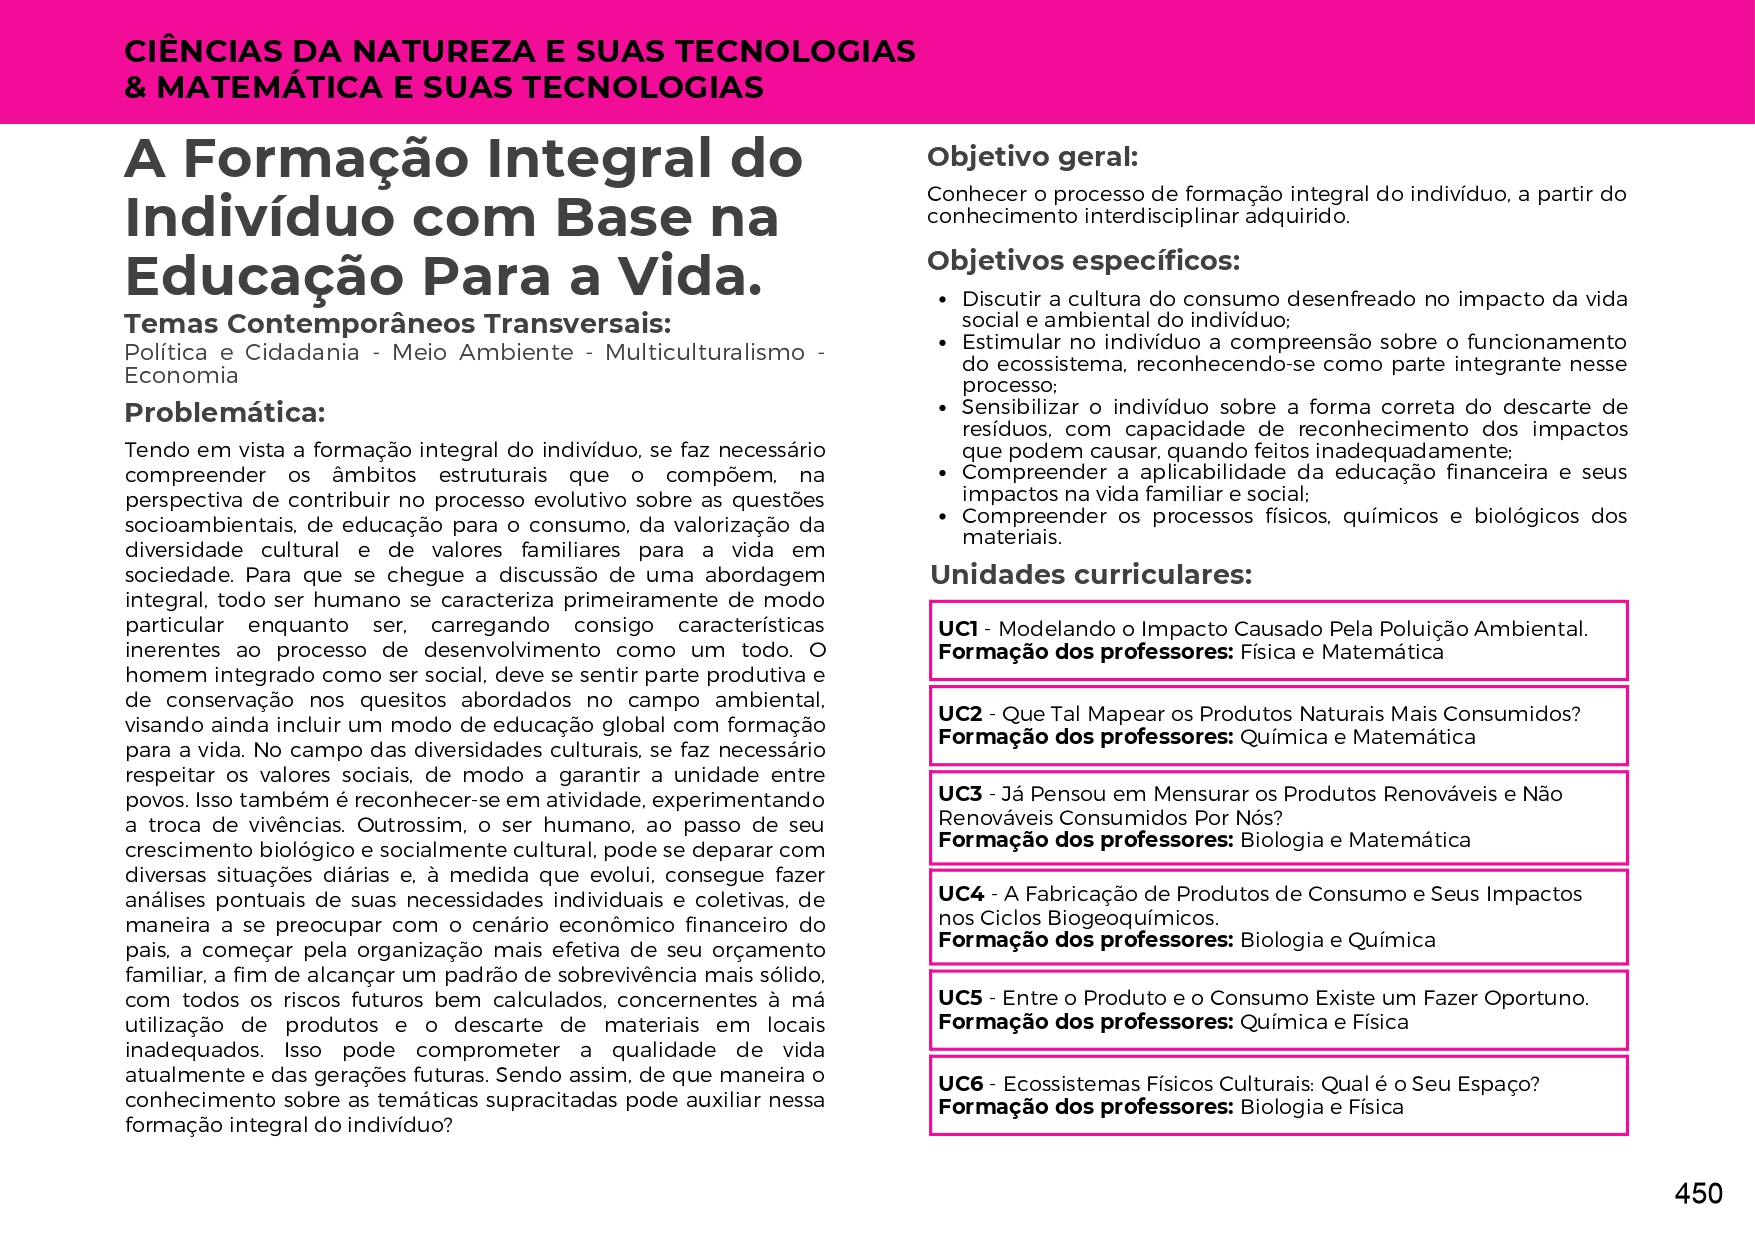 CIÊNCIAS DA NATUREZA E SUAS TECNOLOGIAS
& MATEMÁTICA E SUAS TECNOLOGIAS
A Formação Integral do
Indivíduo com Base na
Educação Para a Vida.
Temas Contemporâneos Transversais:
Política e Cidadania - Meio Ambiente - Multiculturalismo -
Economia
Problemática:
Tendo em vista a formação integral do indivíduo, se faz necessário
compreender os âmbitos estruturais que o compõem, na
perspectiva de contribuir no processo evolutivo sobre as questões
socioambientais, de educação para o consumo, da valorização da
diversidade cultural e de valores familiares para a vida em
sociedade. Para que se chegue a discussão de uma abordagem
integral, todo ser humano se caracteriza primeiramente de modo
particular enquanto ser, carregando consigo características
inerentes ao processo de desenvolvimento como um todo. O
homem integrado como ser social, deve se sentir parte produtiva e
de conservação nos quesitos abordados no campo ambiental,
visando ainda incluir um modo de educação global com formação
para a vida. No campo das diversidades culturais, se faz necessário
respeitar os valores sociais, de modo a garantir a unidade entre
povos. Isso também é reconhecer-se em atividade, experimentando
a troca de vivências. Outrossim, o ser humano, ao passo de seu
crescimento biológico e socialmente cultural, pode se deparar com
diversas situações diárias e, à medida que evolui, consegue fazer
análises pontuais de suas necessidades individuais e coletivas, de
maneira a se preocupar com o cenário econômico financeiro do
pais, a começar pela organização mais efetiva de seu orçamento
familiar, a fim de alcançar um padrão de sobrevivência mais sólido,
com todos os riscos futuros bem calculados, concernentes à má
utilização de produtos e o descarte de materiais em locais
inadequados. Isso pode comprometer a qualidade de vida
atualmente e das gerações futuras. Sendo assim, de que maneira o
conhecimento sobre as temáticas supracitadas pode auxiliar nessa
formação integral do indivíduo?
Objetivo geral:
Conhecer o processo de formação integral do indivíduo, a partir do
conhecimento interdisciplinar adquirido.
Objetivos específicos:
• Discutir a cultura do consumo desenfreado no impacto da vida
social e ambiental do indivíduo;
• Estimular no indivíduo a compreensão sobre o funcionamento
do ecossistema, reconhecendo-se como parte integrante nesse
processo;
• Sensibilizar o indivíduo sobre a forma correta do descarte de
resíduos, com capacidade de reconhecimento dos impactos
que podem causar, quando feitos inadequadamente;
• Compreender a aplicabilidade da educação financeira e seus
impactos na vida familiar e social;
• Compreender os processos físicos, químicos e biológicos dos
materiais.
Unidades curriculares:
UC1 - Modelando o Impacto Causado Pela Poluição Ambiental.
Formação dos professores: Física e Matemática
UC2 - Que Tal Mapear os Produtos Naturais Mais Consumidos?
Formação dos professores: Química e Matemática
UC3 - Já Pensou em Mensurar os Produtos Renováveis e Não
Renováveis Consumidos Por Nós?
Formação dos professores: Biologia e Matemática
UC4 - A Fabricação de Produtos de Consumo e Seus Impactos
nos Ciclos Biogeoquímicos.
Formação dos professores: Biologia e Química
UC5 - Entre o Produto e o Consumo Existe um Fazer Oportuno.
Formação dos professores: Química e Física
UC6 - Ecossistemas Físicos Culturais: Qual é o Seu Espaço?
Formação dos professores: Biologia e Física
450